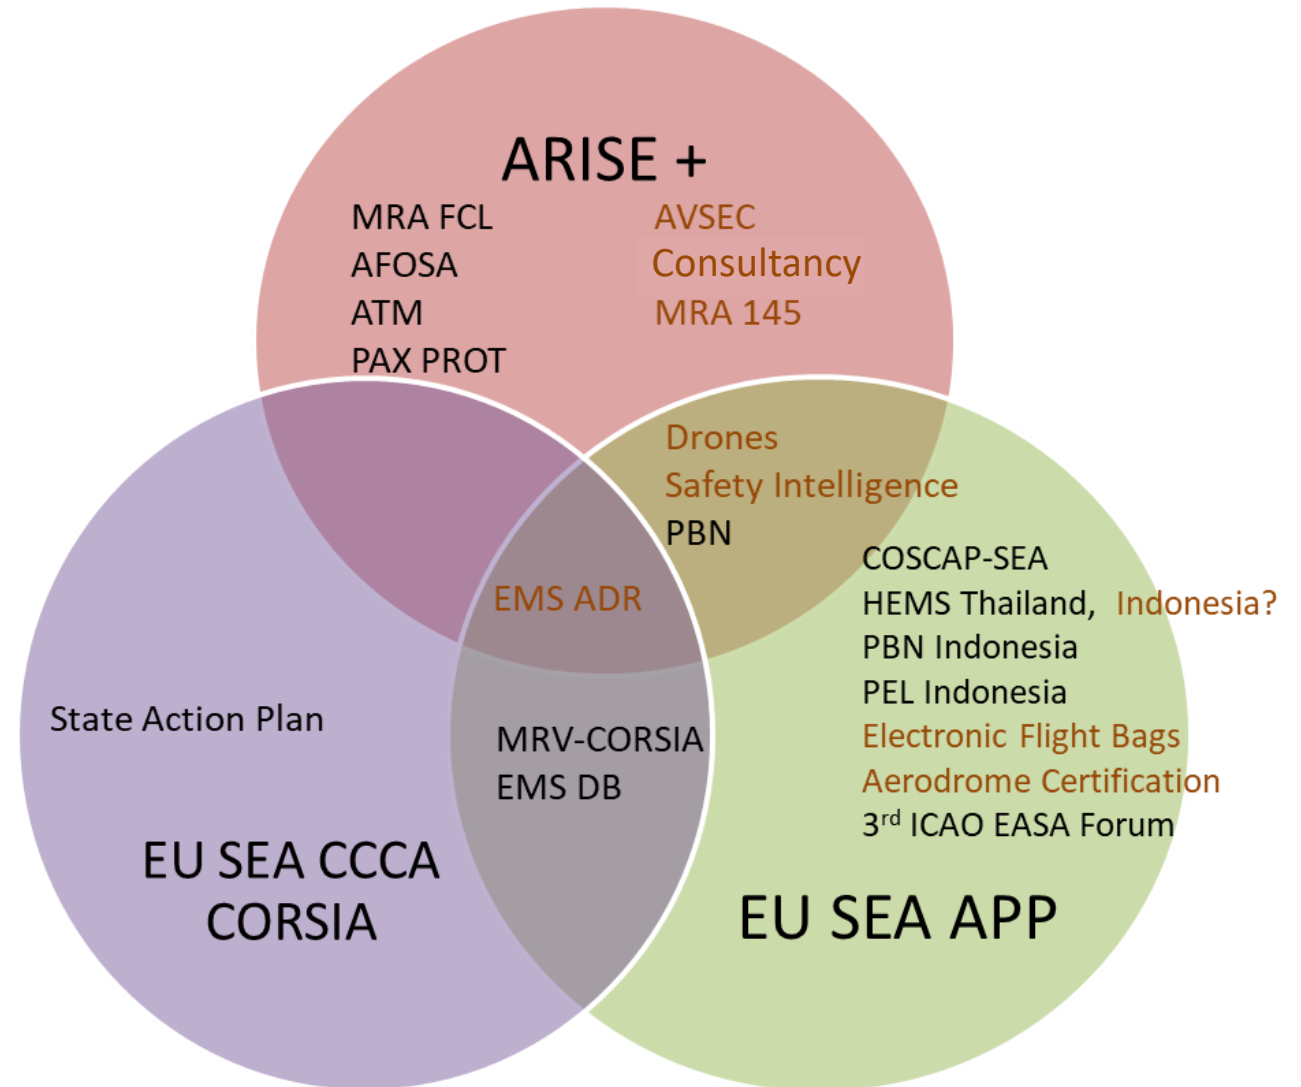 ARISE +
MRA FCL
AFOSA
ATM
PAX PROT
AVSEC
Consultancy
MRA 145
Drones
Safety Intelligence
PBN
EMS ADR
COSCAP-SEA
HEMS Thailand, Indonesia?
PBN Indonesia
PEL Indonesia
Electronic Flight Bags
Aerodrome Certification
3rd ICAO EASA Forum
State Action Plan
MRV-CORSIA
EMS DB
EU SEA CCCA
CORSIA
EU SEA APP